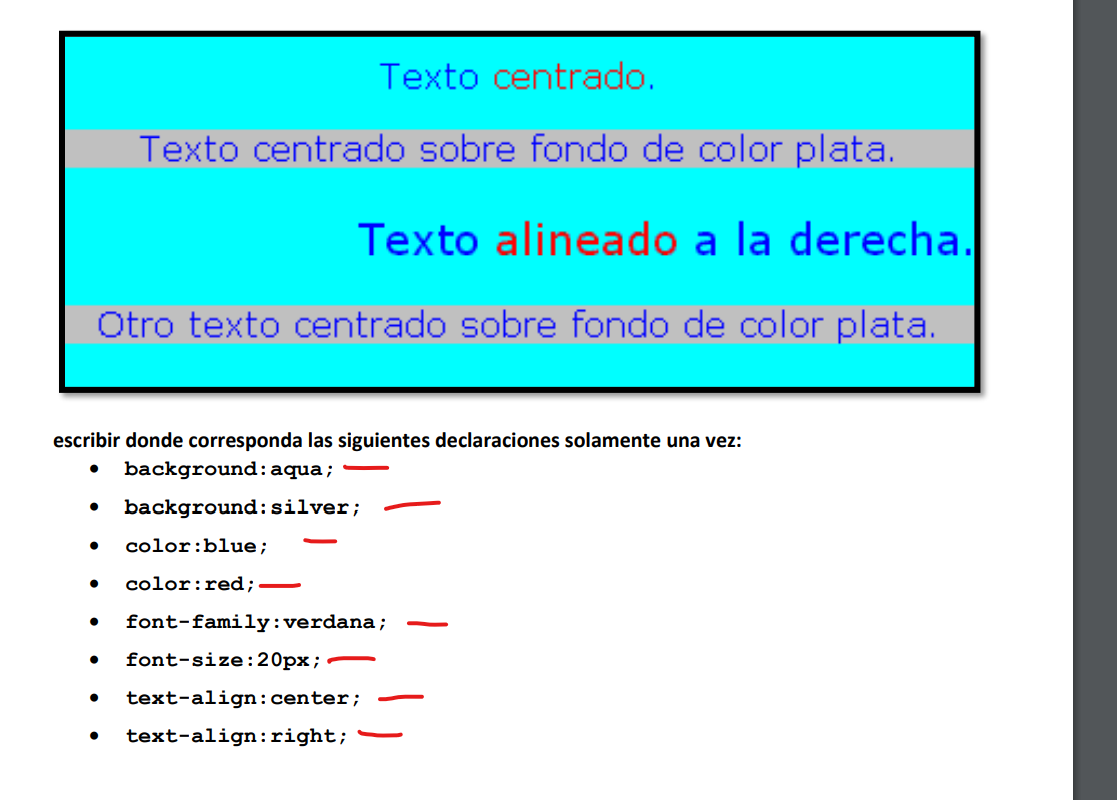 Texto centrado.
Texto centrado sobre fondo de color plata.
Texto alineado a la derecha.
Otro texto centrado sobre fondo de color plata.
escribir donde corresponda las siguientes declaraciones solamente una vez:
• background:aqua;
• background:silver;
• color:blue;
• color:red;
• font-family:verdana;
• font-size:20px;
• text-align:center;
• text-align:right;